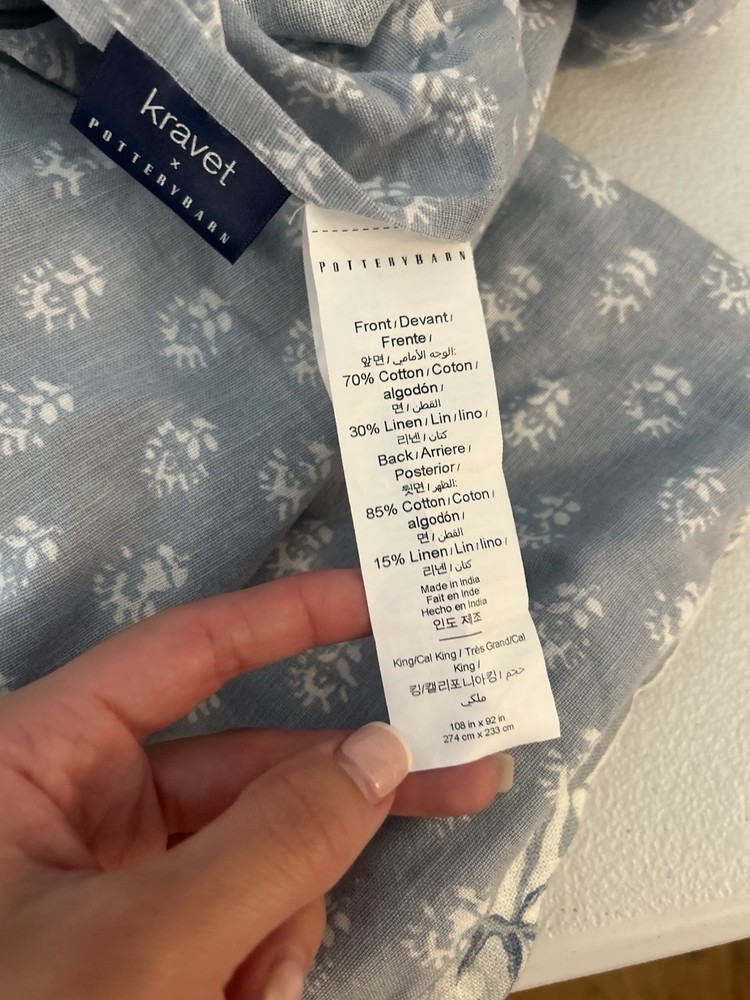 kravet
×
POTTERYBARN
POTTERYBARN
Front / Devant /
Frente /
앞면 / الوجه الأمامي:
70% Cotton / Coton /
algodón /
면 / القطن
30% Linen / Lin / lino /
리넨 / كتان
Back / Arriere /
Posterior /
뒷면 / الظهر:
85% Cotton / Coton /
algodón /
면 / القطن
15% Linen / Lin / lino /
리넨 / كتان
Made in India
Fait en Inde
Hecho en India
인도 제조
King/Cal King / Très Grand/Cal
King /
킹/캘리포니아킹 / حجم
ملكي
108 in x 92 in
274 cm x 233 cm